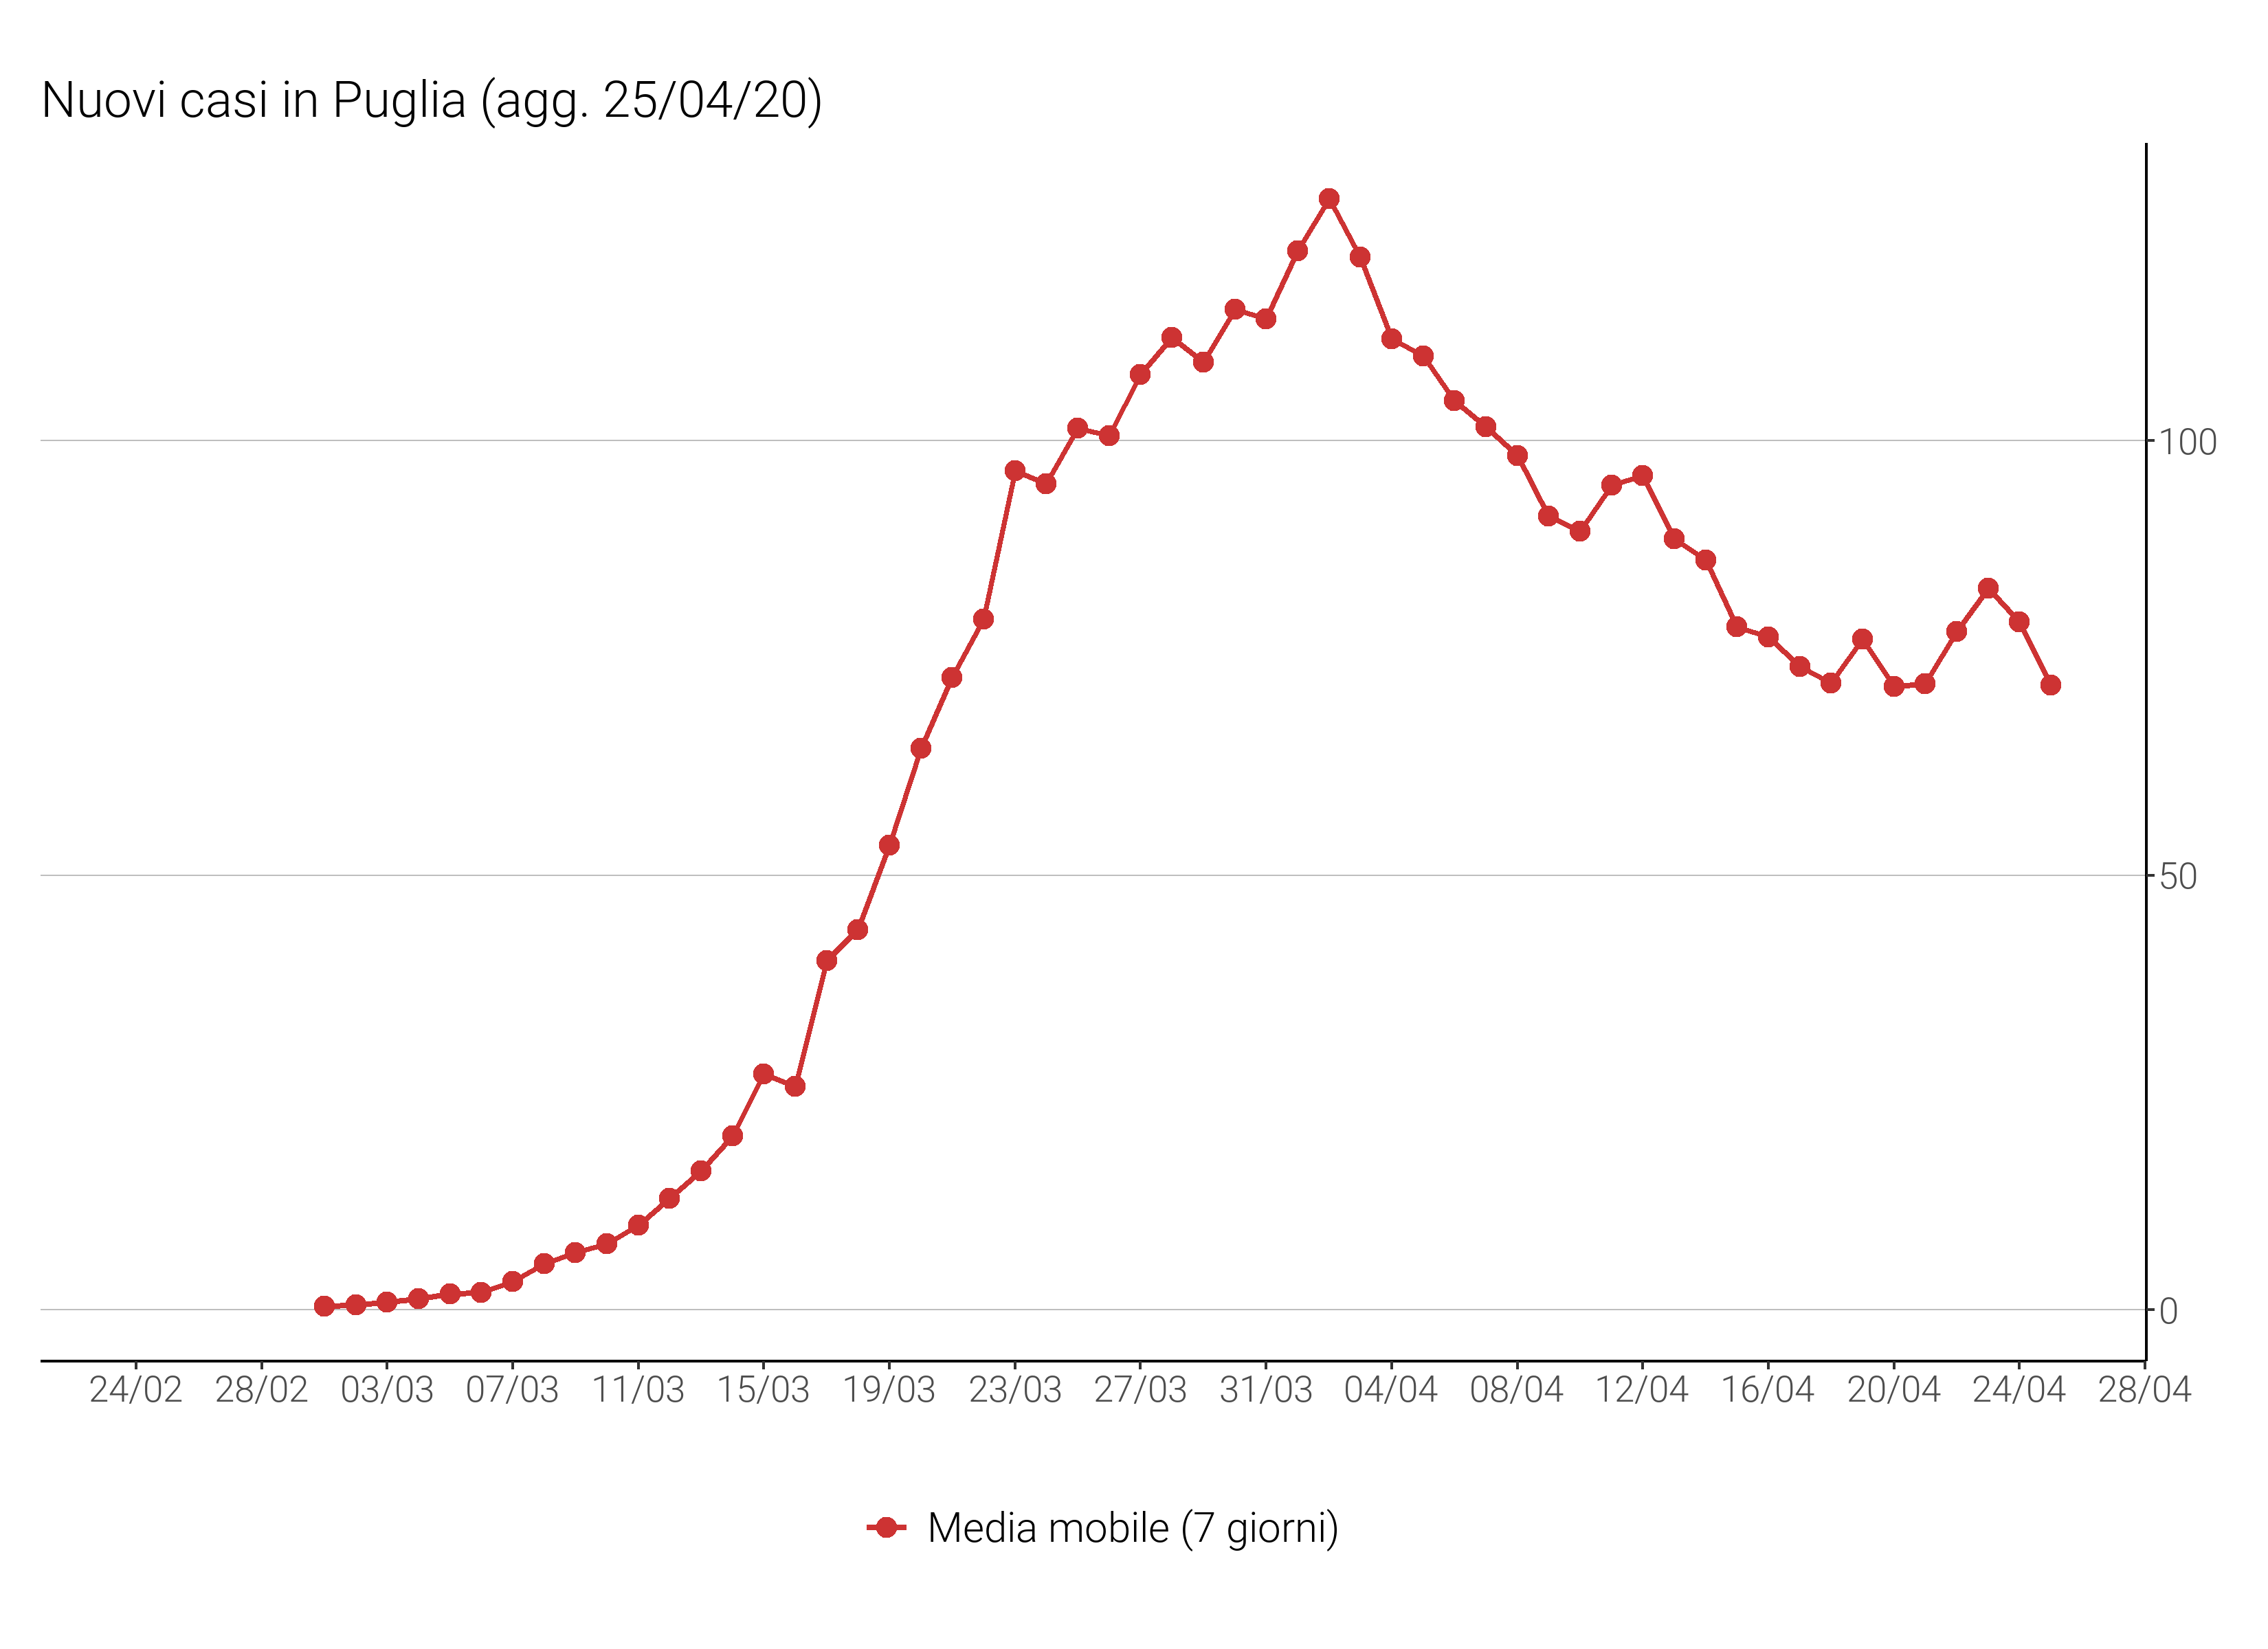 Nuovi casi in Puglia (agg. 25/04/20)
100
50
0
24/02 28/02 03/03 07/03 11/03 15/03 19/03 23/03 27/03 31/03 04/04 08/04 12/04 16/04 20/04 24/04 28/04
Media mobile (7 giorni)